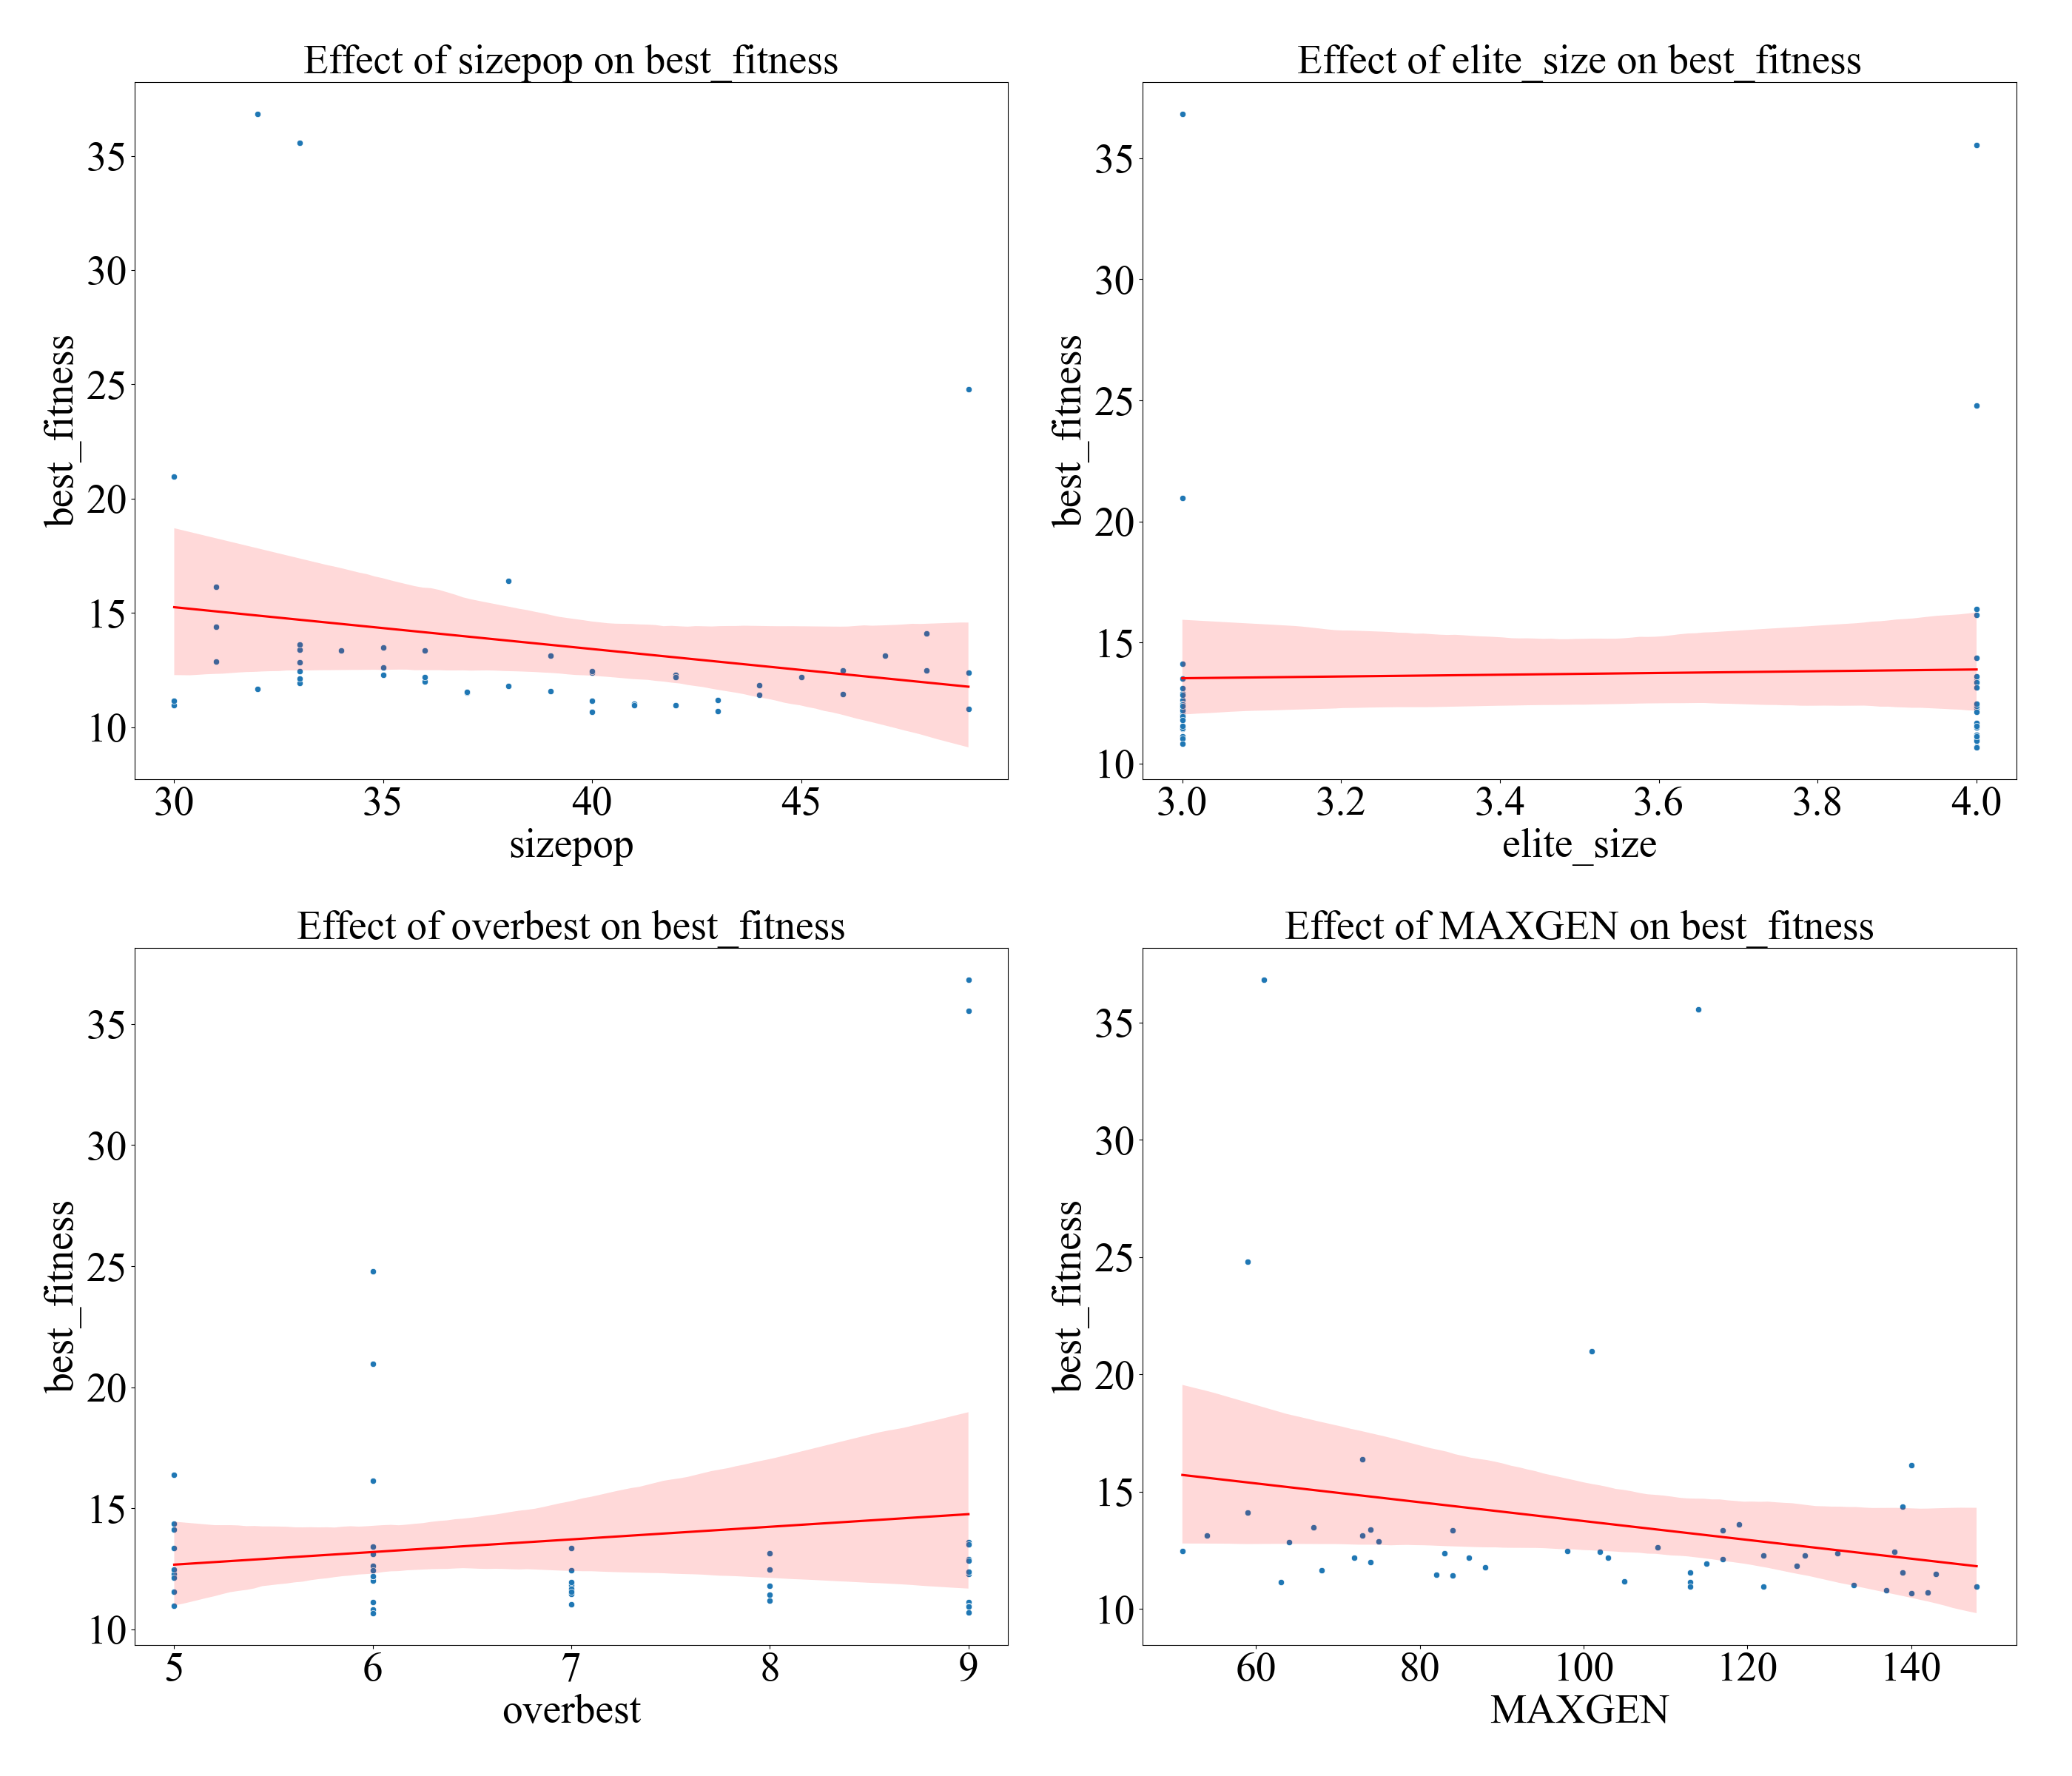 Effect of sizepop on best_fitness
best_fitness
35
30
25
20
15
10
30 35 40 45
sizepop
Effect of elite_size on best_fitness
best_fitness
35
30
25
20
15
10
3.0 3.2 3.4 3.6 3.8 4.0
elite_size
Effect of overbest on best_fitness
best_fitness
35
30
25
20
15
10
5 6 7 8 9
overbest
Effect of MAXGEN on best_fitness
best_fitness
35
30
25
20
15
10
60 80 100 120 140
MAXGEN